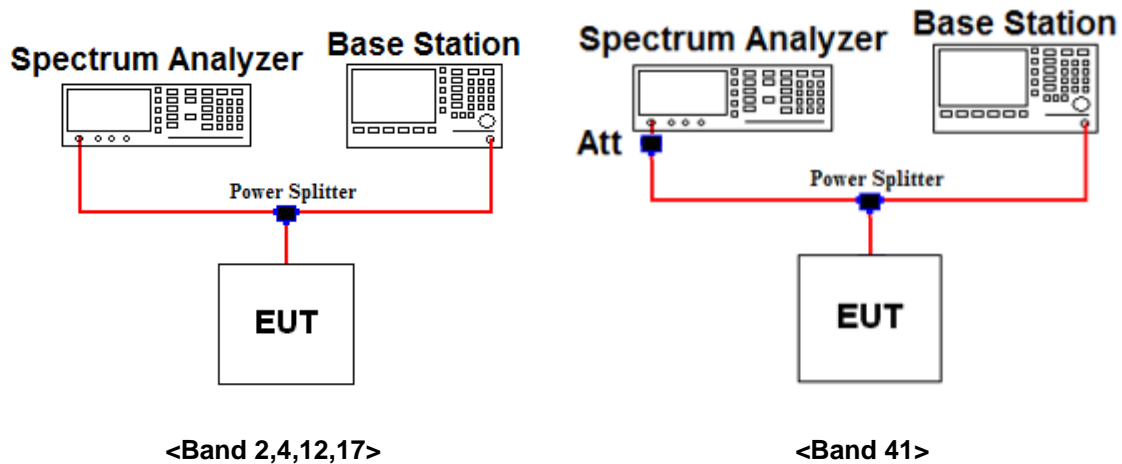 Spectrum Analyzer
Base Station
Power Splitter
EUT
<Band 2,4,12,17>
Spectrum Analyzer
Base Station
Att
Power Splitter
EUT
<Band 41>